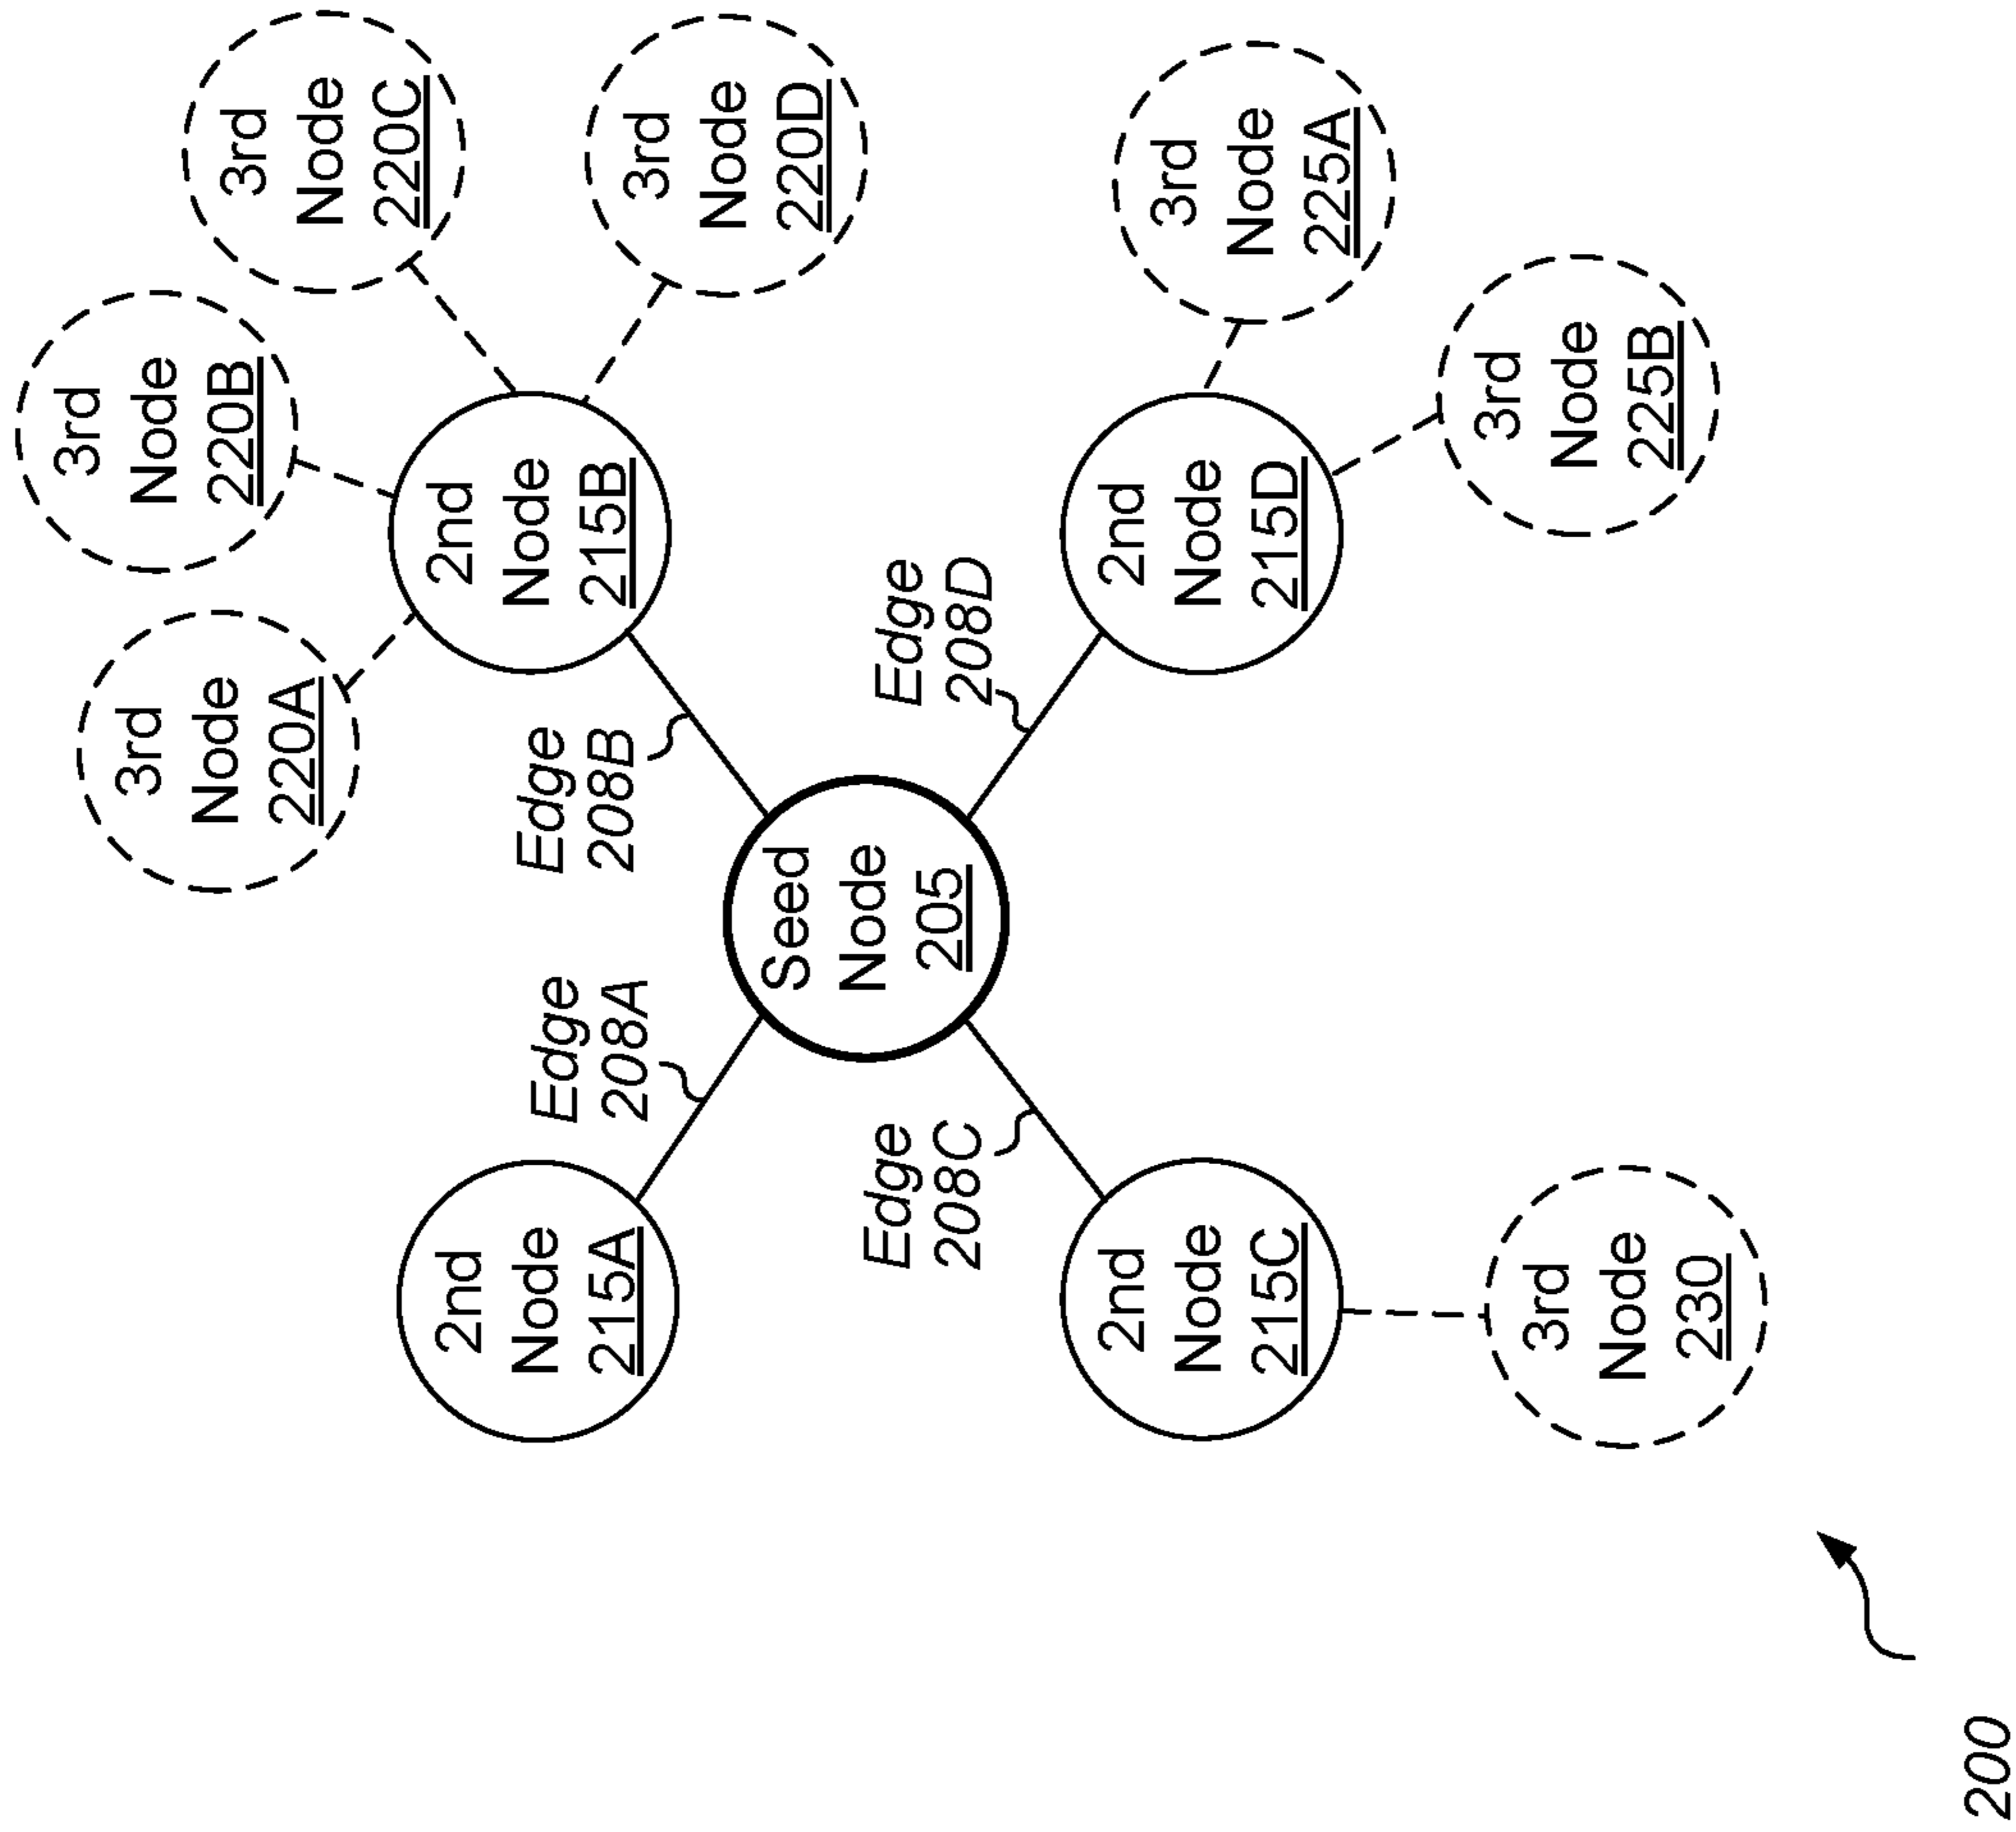 3rd
Node
220A
3rd
Node
220B
3rd
Node
220C
3rd
Node
220D
2nd
Node
215A
Edge
208A
Edge
208B
2nd
Node
215B
Seed
Node
205
Edge
208C
Edge
208D
2nd
Node
215C
2nd
Node
215D
3rd
Node
225A
3rd
Node
225B
3rd
Node
230
200